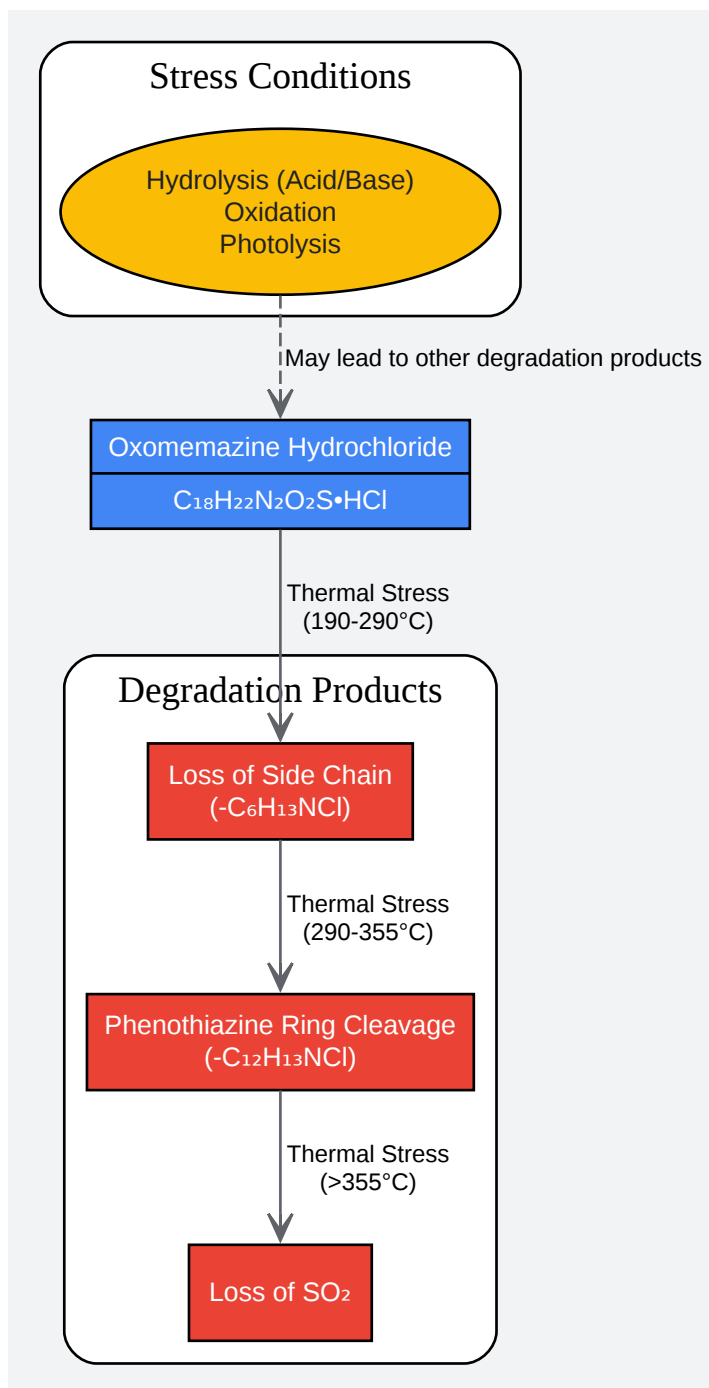 Stress Conditions
Hydrolysis (Acid/Base)
Oxidation
Photolysis
May lead to other degradation products
Oxomemazine Hydrochloride
C₁₈H₂₂N₂O₂S•HCl
Thermal Stress
(190-290°C)
Degradation Products
Loss of Side Chain
(-C₆H₁₃NCl)
Thermal Stress
(290-355°C)
Phenothiazine Ring Cleavage
(-C₁₂H₁₃NCl)
Thermal Stress
(>355°C)
Loss of SO₂